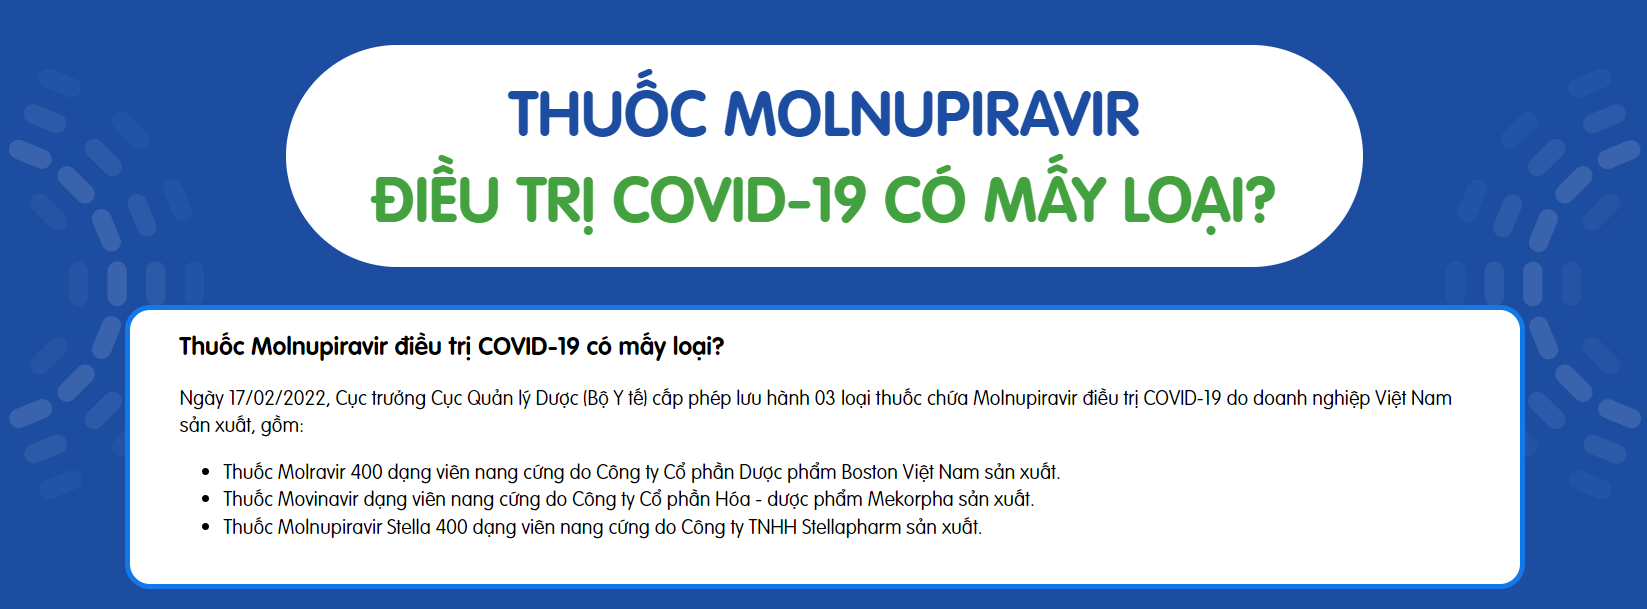 THUỐC MOLNUPIRAVIR
ĐIỀU TRỊ COVID-19 CÓ MẤY LOẠI?
Thuốc Molnupiravir điều trị COVID-19 có mấy loại?
Ngày 17/02/2022, Cục trưởng Cục Quản lý Dược (Bộ Y tế) cấp phép lưu hành 03 loại thuốc chứa Molnupiravir điều trị COVID-19 do doanh nghiệp Việt Nam
sản xuất, gồm:
• Thuốc Molravir 400 dạng viên nang cứng do Công ty Cổ phần Dược phẩm Boston Việt Nam sản xuất.
• Thuốc Movinavir dạng viên nang cứng do Công ty Cổ phần Hóa - dược phẩm Mekorpha sản xuất.
• Thuốc Molnupiravir Stella 400 dạng viên nang cứng do Công ty TNHH Stellapharm sản xuất.